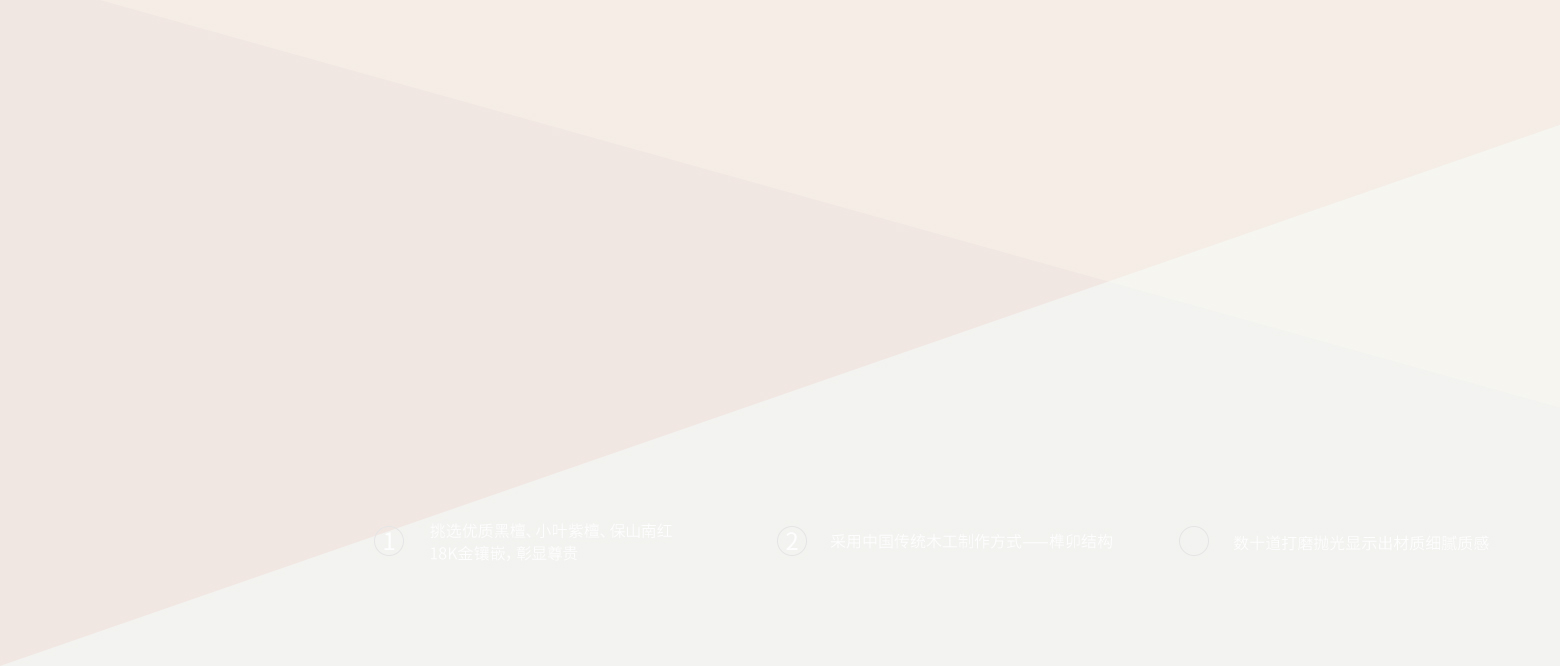 1
挑选优质黑檀、小叶紫檀、保山南红
18K金镶嵌，彰显尊贵
2
采用中国传统木工制作方式——榫卯结构
数十道打磨抛光显示出材质细腻质感